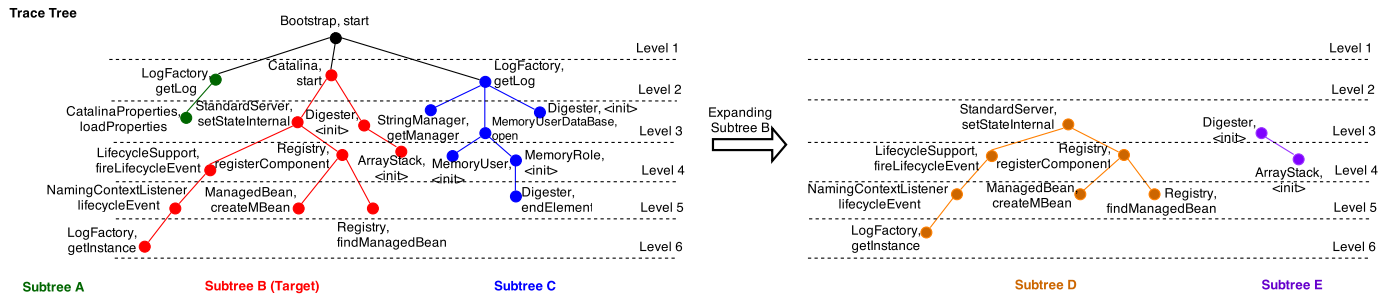 Trace Tree
Bootstrap, start
Level 1
LogFactory,
getLog
Catalina,
start
LogFactory,
getLog
Level 2
CatalinaProperties,
loadProperties
StandardServer,
setStateInternal
Digester,
<init>
StringManager,
getManager
MemoryUserDataBase,
open
Digester, <init>
Level 3
LifecycleSupport,
fireLifecycleEvent
Registry,
registerComponent
ArrayStack,
<init>
MemoryUser,
<init>
MemoryRole,
<init>
Level 4
NamingContextListener
lifecycleEvent
ManagedBean,
createMBean
Registry,
findManagedBean
Digester,
endElement
Level 5
LogFactory,
getInstance
Level 6
Subtree A
Subtree B (Target)
Subtree C
Expanding
Subtree B
Level 1
Level 2
StandardServer,
setStateInternal
Digester,
<init>
Level 3
LifecycleSupport,
fireLifecycleEvent
Registry,
registerComponent
ArrayStack,
<init>
Level 4
NamingContextListener
lifecycleEvent
ManagedBean,
createMBean
Registry,
findManagedBean
Level 5
LogFactory,
getInstance
Level 6
Subtree D
Subtree E